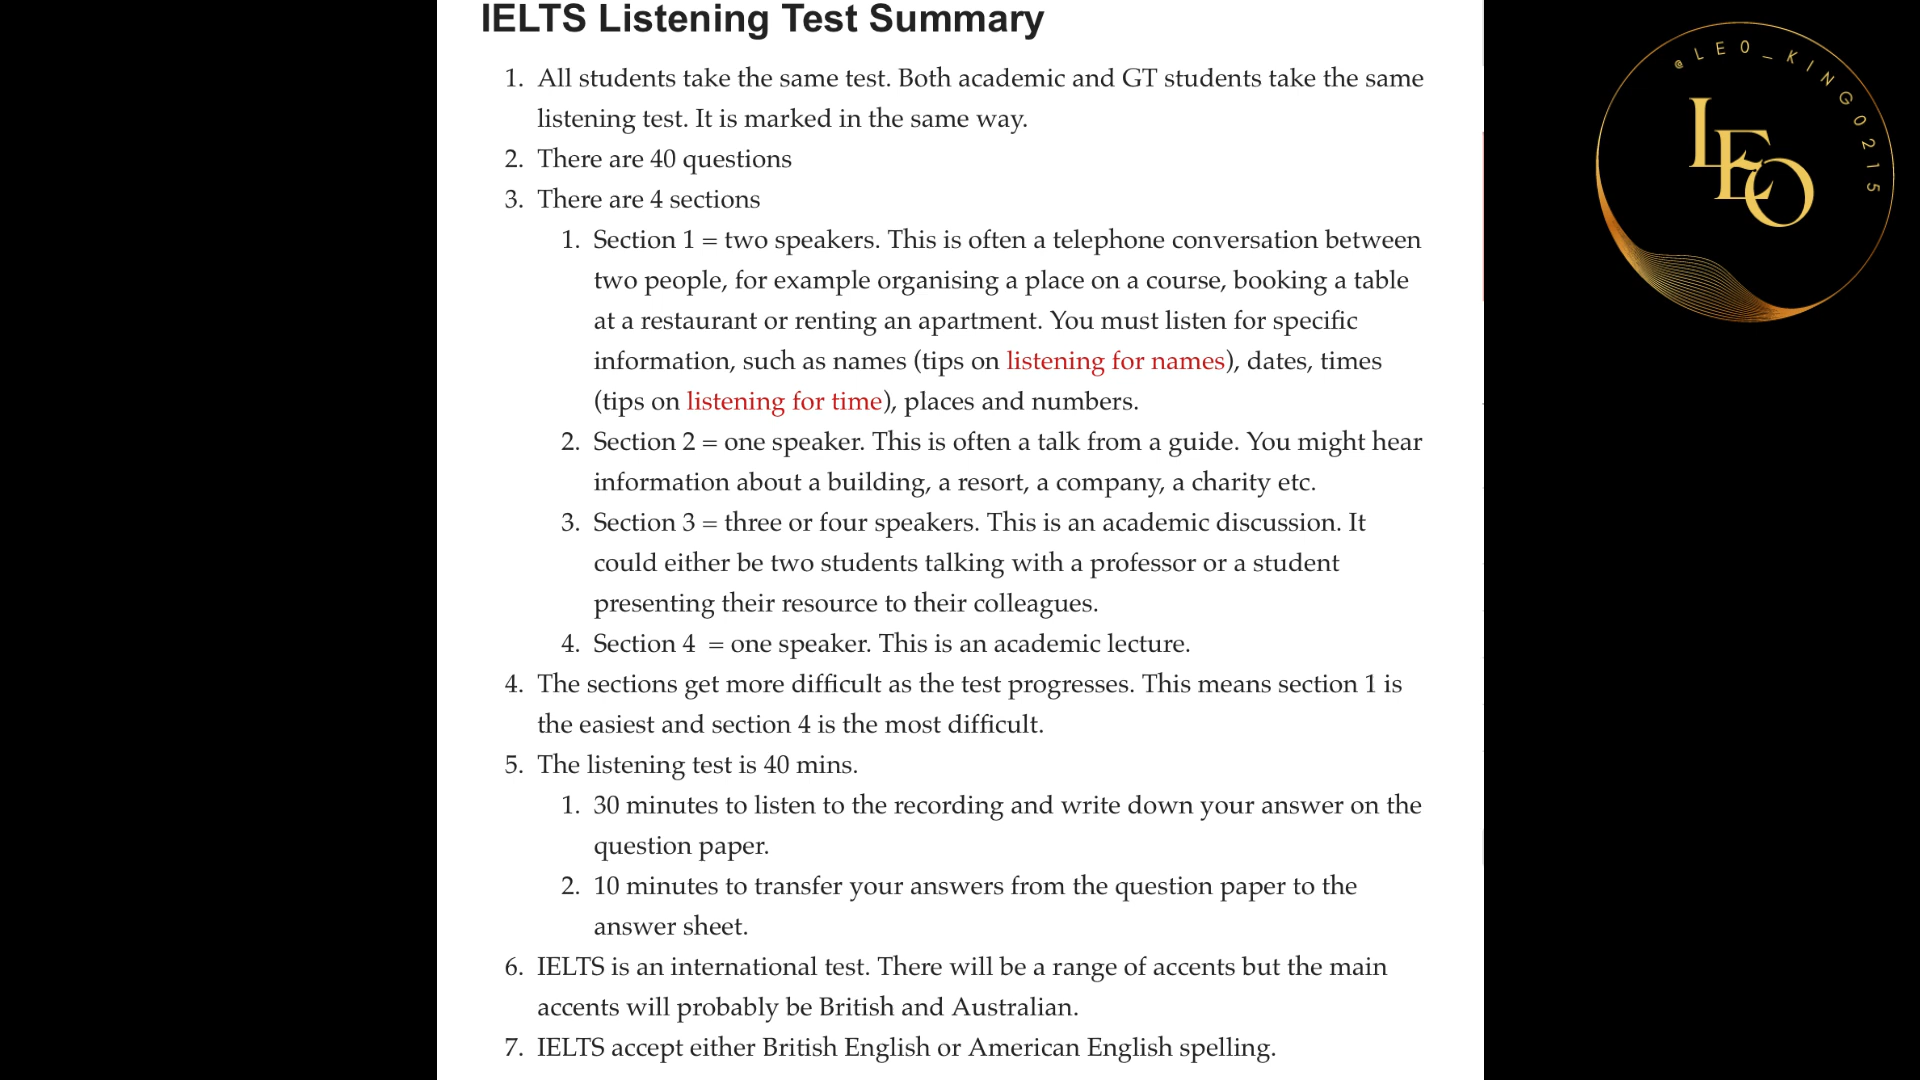 IELTS Listening Test Summary
1. All students take the same test. Both academic and GT students take the same
listening test. It is marked in the same way.
2. There are 40 questions
3. There are 4 sections
1. Section 1 = two speakers. This is often a telephone conversation between
two people, for example organising a place on a course, booking a table
at a restaurant or renting an apartment. You must listen for specific
information, such as names (tips on listening for names), dates, times
(tips on listening for time), places and numbers.
2. Section 2 = one speaker. This is often a talk from a guide. You might hear
information about a building, a resort, a company, a charity etc.
3. Section 3 = three or four speakers. This is an academic discussion. It
could either be two students talking with a professor or a student
presenting their resource to their colleagues.
4. Section 4 = one speaker. This is an academic lecture.
4. The sections get more difficult as the test progresses. This means section 1 is
the easiest and section 4 is the most difficult.
5. The listening test is 40 mins.
1. 30 minutes to listen to the recording and write down your answer on the
question paper.
2. 10 minutes to transfer your answers from the question paper to the
answer sheet.
6. IELTS is an international test. There will be a range of accents but the main
accents will probably be British and Australian.
7. IELTS accept either British English or American English spelling.
@LEO_KING0215
LEO